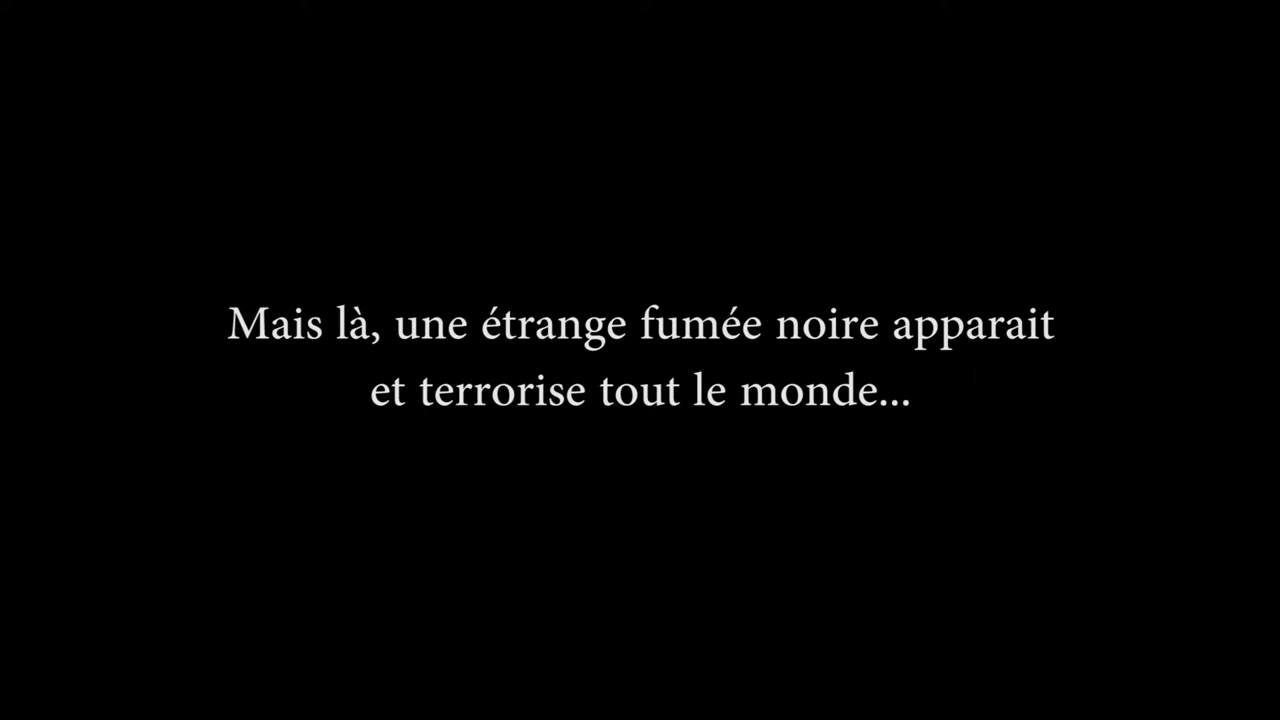 Mais là, une étrange fumée noire apparait
et terrorise tout le monde...